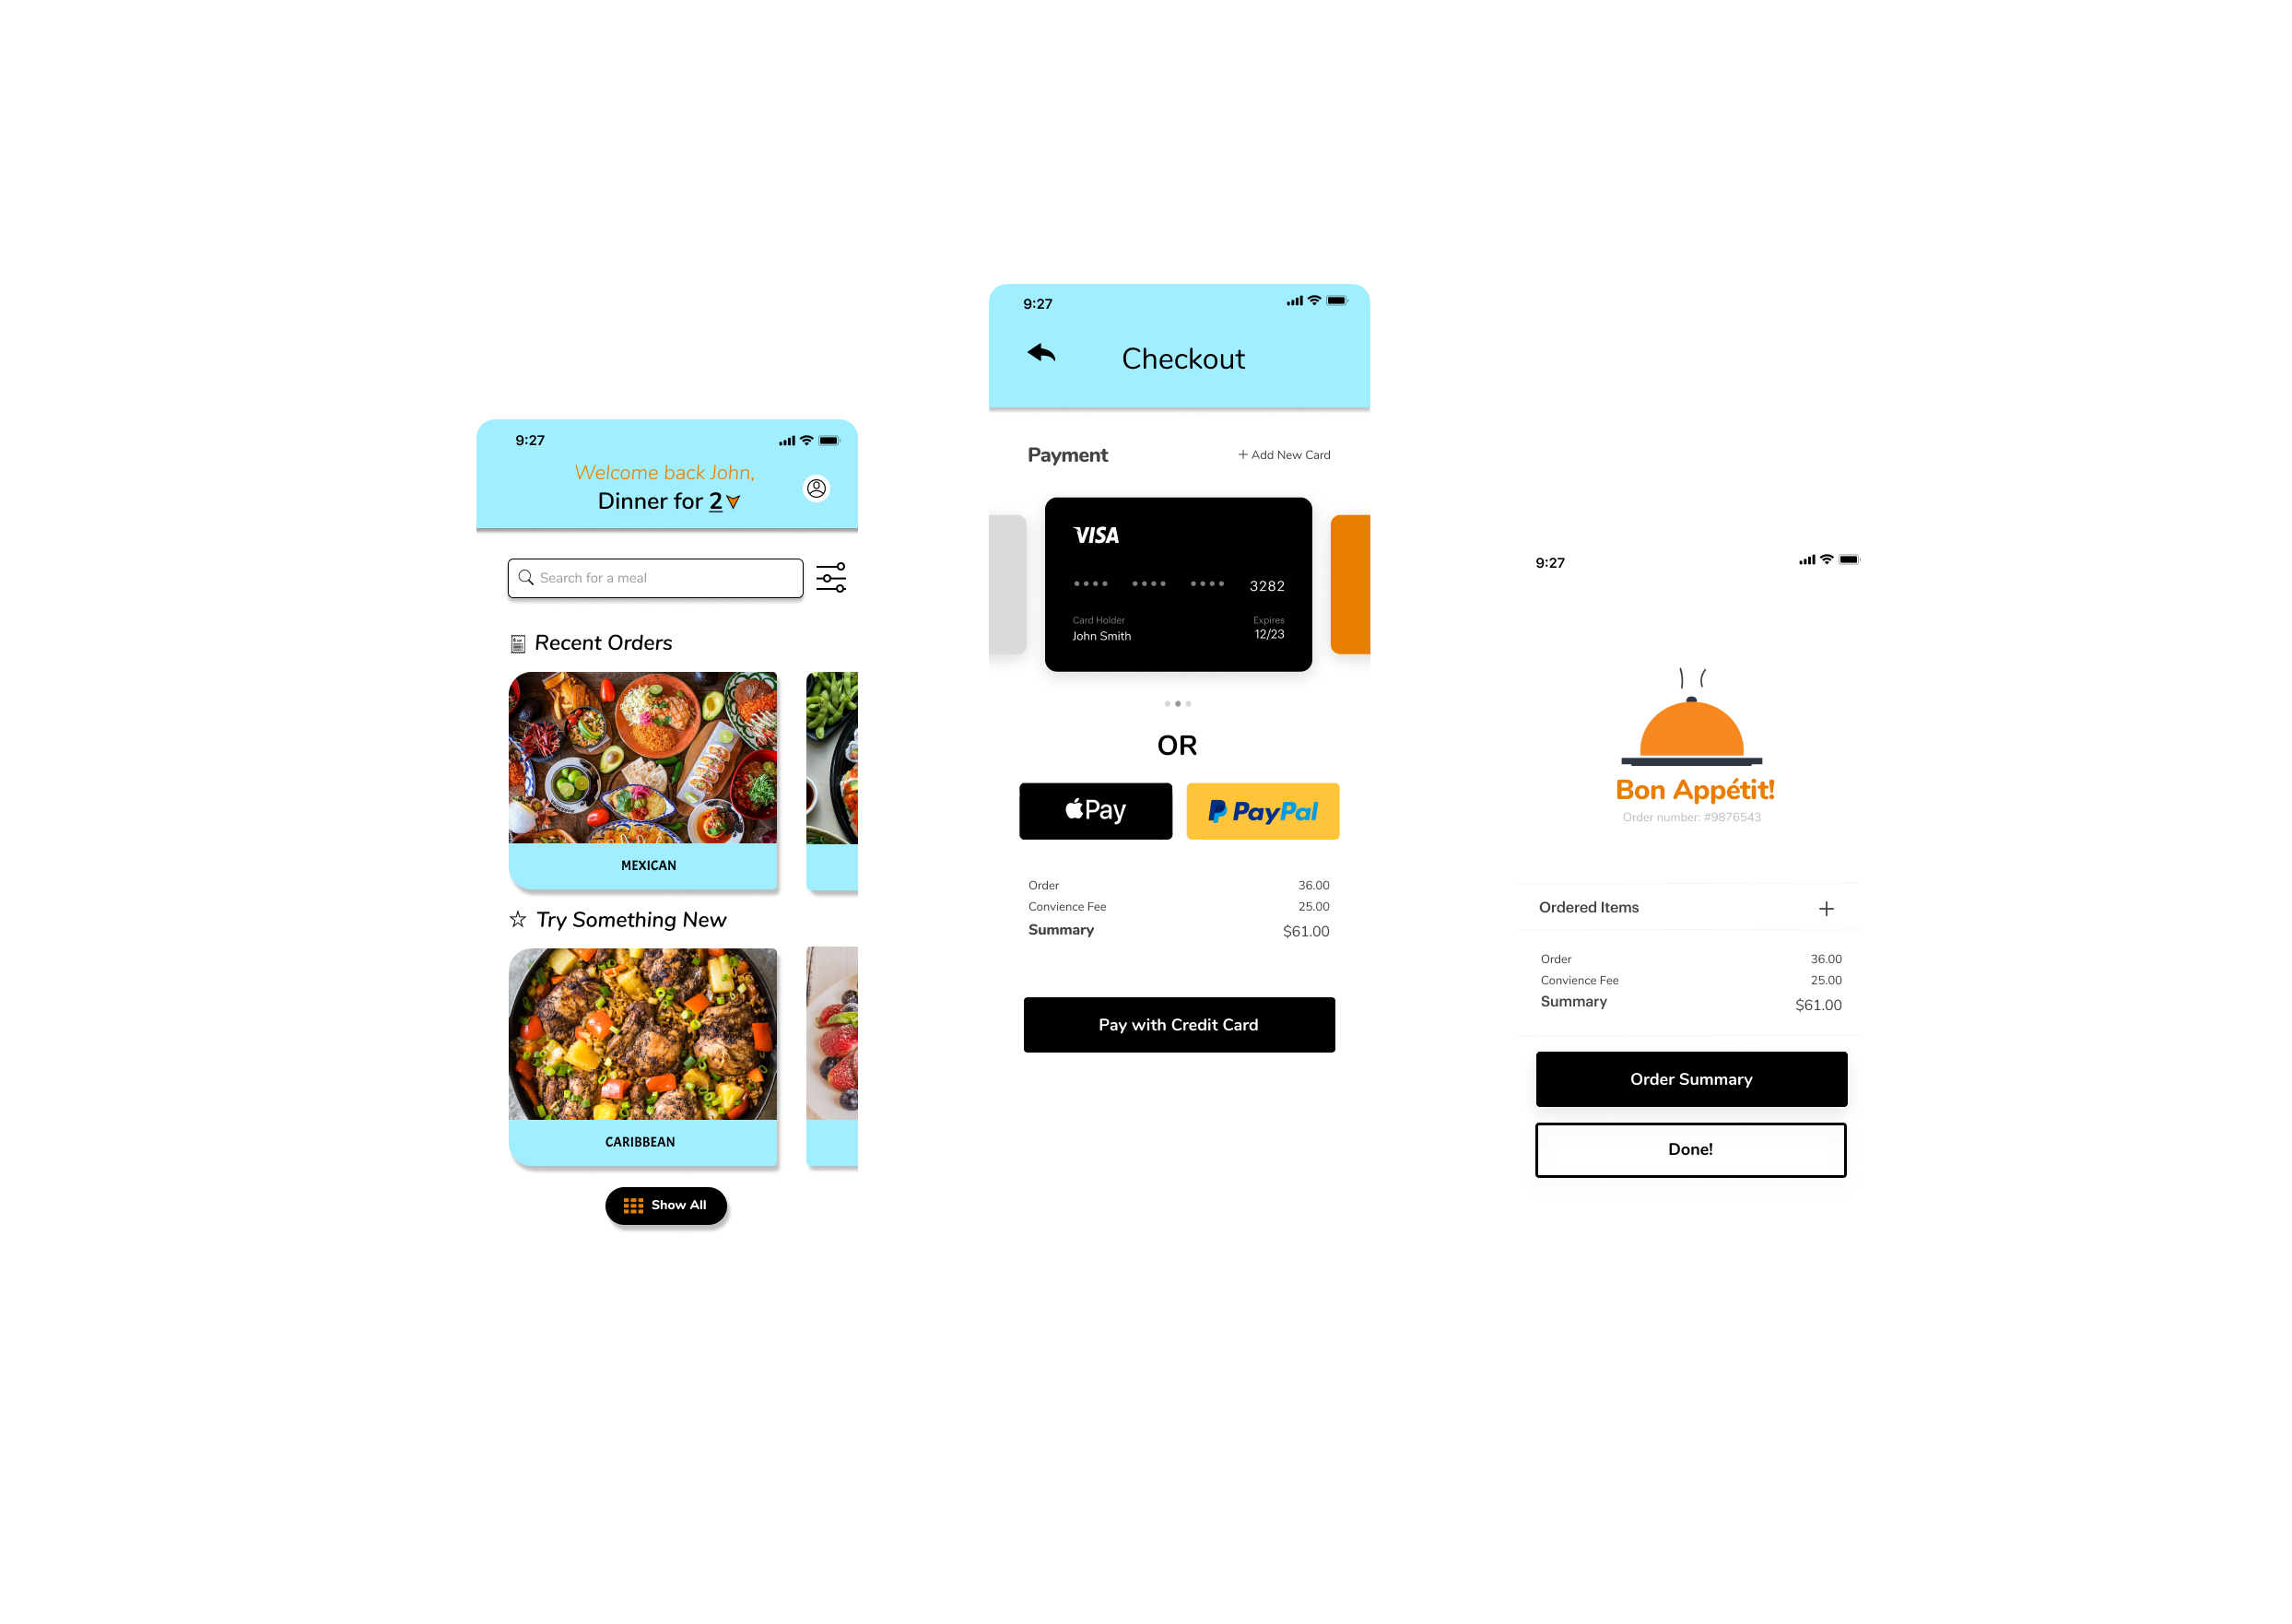 9:27
Welcome back John,
Dinner for 2
Search for a meal
Recent Orders
MEXICAN
Try Something New
CARIBBEAN
Show All
9:27
Checkout
Payment
+ Add New Card
VISA
•••• •••• •••• 3282
Card Holder
Expires
John Smith
12/23
OR
Pay
PayPal
Order 36.00
Convience Fee 25.00
Summary $61.00
Pay with Credit Card
9:27
Bon Appétit!
Order number: #9876543
Ordered Items +
Order 36.00
Convience Fee 25.00
Summary $61.00
Order Summary
Done!